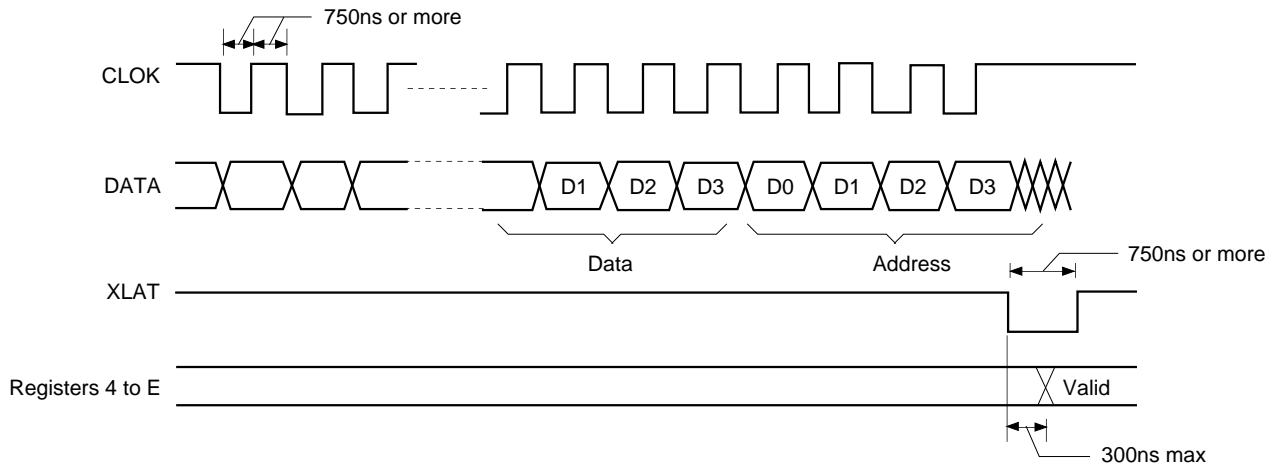 750ns or more
CLOK
DATA
D1 D2 D3 D0 D1 D2 D3
Data Address
750ns or more
XLAT
Registers 4 to E
Valid
300ns max